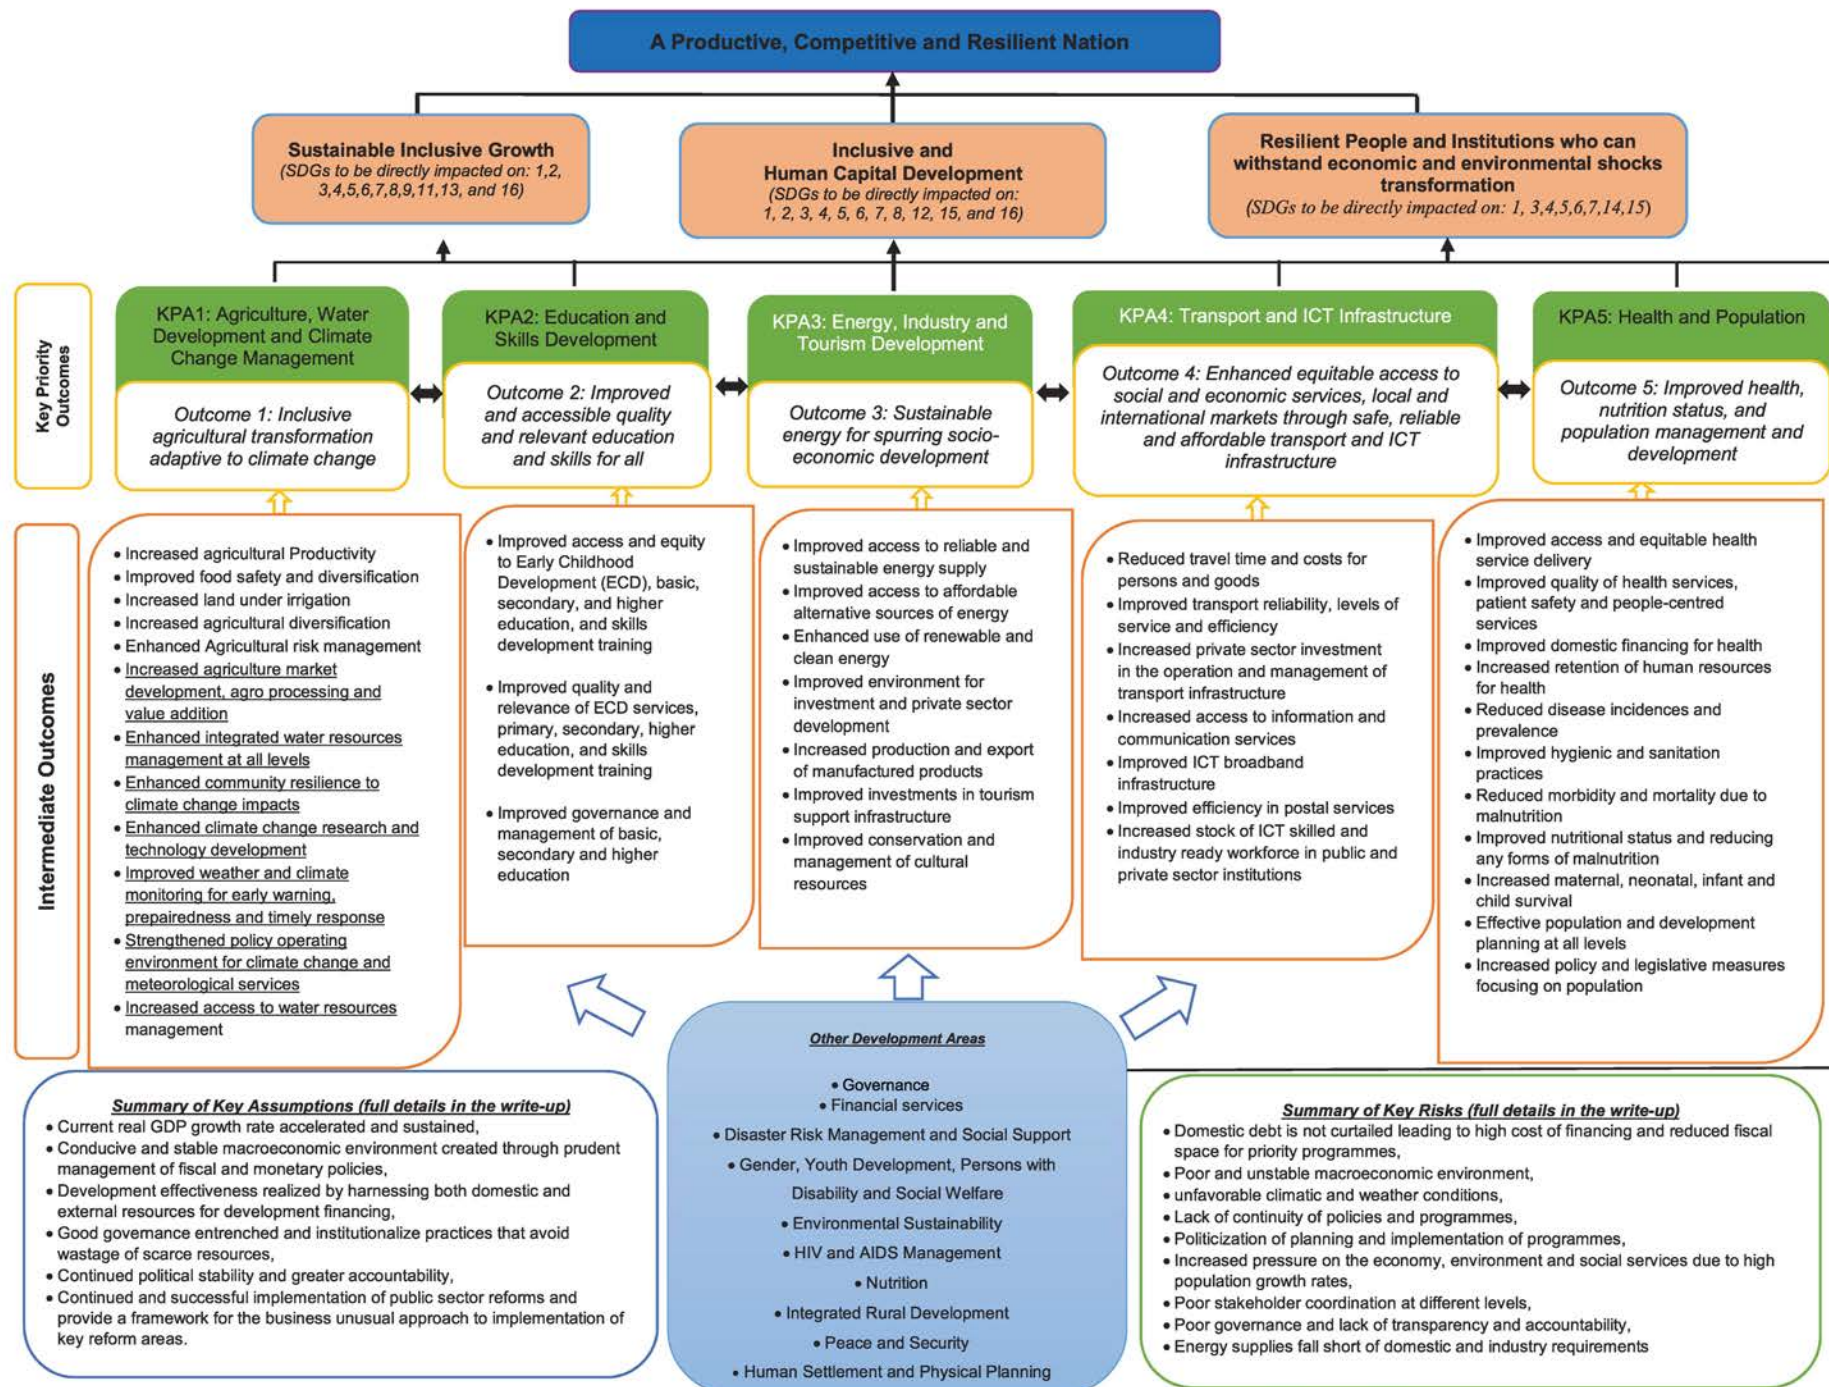 A Productive, Competitive and Resilient Nation
Sustainable Inclusive Growth
(SDGs to be directly impacted on: 1,2,
3,4,5,6,7,8,9,11,13, and 16)
Inclusive and
Human Capital Development
(SDGs to be directly impacted on:
1, 2, 3, 4, 5, 6, 7, 8, 12, 15, and 16)
Resilient People and Institutions who can
withstand economic and environmental shocks
transformation
(SDGs to be directly impacted on: 1, 3,4,5,6,7,14,15)
Key Priority
Outcomes
KPA1: Agriculture, Water
Development and Climate
Change Management
Outcome 1: Inclusive
agricultural transformation
adaptive to climate change
KPA2: Education and
Skills Development
Outcome 2: Improved
and accessible quality
and relevant education
and skills for all
KPA3: Energy, Industry and
Tourism Development
Outcome 3: Sustainable
energy for spurring socio-
economic development
KPA4: Transport and ICT Infrastructure
Outcome 4: Enhanced equitable access to
social and economic services, local and
international markets through safe, reliable
and affordable transport and ICT
infrastructure
KPA5: Health and Population
Outcome 5: Improved health,
nutrition status, and
population management and
development
Intermediate Outcomes
• Increased agricultural Productivity
• Improved food safety and diversification
• Increased land under irrigation
• Increased agricultural diversification
• Enhanced Agricultural risk management
• Increased agriculture market
development, agro processing and
value addition
• Enhanced integrated water resources
management at all levels
• Enhanced community resilience to
climate change impacts
• Enhanced climate change research and
technology development
• Improved weather and climate
monitoring for early warning,
prepairedness and timely response
• Strengthened policy operating
environment for climate change and
meteorological services
• Increased access to water resources
management
• Improved access and equity
to Early Childhood
Development (ECD), basic,
secondary, and higher
education, and skills
development training
• Improved quality and
relevance of ECD services,
primary, secondary, higher
education, and skills
development training
• Improved governance and
management of basic,
secondary and higher
education
• Improved access to reliable and
sustainable energy supply
• Improved access to affordable
alternative sources of energy
• Enhanced use of renewable and
clean energy
• Improved environment for
investment and private sector
development
• Increased production and export
of manufactured products
• Improved investments in tourism
support infrastructure
• Improved conservation and
management of cultural
resources
• Reduced travel time and costs for
persons and goods
• Improved transport reliability, levels of
service and efficiency
• Increased private sector investment
in the operation and management of
transport infrastructure
• Increased access to information and
communication services
• Improved ICT broadband
infrastructure
• Improved efficiency in postal services
• Increased stock of ICT skilled and
industry ready workforce in public and
private sector institutions
• Improved access and equitable health
service delivery
• Improved quality of health services,
patient safety and people-centred
services
• Improved domestic financing for health
• Increased retention of human resources
for health
• Reduced disease incidences and
prevalence
• Improved hygienic and sanitation
practices
• Reduced morbidity and mortality due to
malnutrition
• Improved nutritional status and reducing
any forms of malnutrition
• Increased maternal, neonatal, infant and
child survival
• Effective population and development
planning at all levels
• Increased policy and legislative measures
focusing on population
Summary of Key Assumptions (full details in the write-up)
• Current real GDP growth rate accelerated and sustained,
• Conducive and stable macroeconomic environment created through prudent
management of fiscal and monetary policies,
• Development effectiveness realized by harnessing both domestic and
external resources for development financing,
• Good governance entrenched and institutionalize practices that avoid
wastage of scarce resources,
• Continued political stability and greater accountability,
• Continued and successful implementation of public sector reforms and
provide a framework for the business unusual approach to implementation of
key reform areas.
Other Development Areas
• Governance
• Financial services
• Disaster Risk Management and Social Support
• Gender, Youth Development, Persons with
Disability and Social Welfare
• Environmental Sustainability
• HIV and AIDS Management
• Nutrition
• Integrated Rural Development
• Peace and Security
• Human Settlement and Physical Planning
Summary of Key Risks (full details in the write-up)
• Domestic debt is not curtailed leading to high cost of financing and reduced fiscal
space for priority programmes,
• Poor and unstable macroeconomic environment,
• unfavorable climatic and weather conditions,
• Lack of continuity of policies and programmes,
• Politicization of planning and implementation of programmes,
• Increased pressure on the economy, environment and social services due to high
population growth rates,
• Poor stakeholder coordination at different levels,
• Poor governance and lack of transparency and accountability,
• Energy supplies fall short of domestic and industry requirements